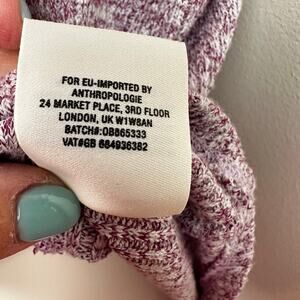 FOR EU-IMPORTED BY
ANTHROPOLOGIE
24 MARKET PLACE, 3RD FLOOR
LONDON, UK W1W8AN
BATCH#:OB865333
VAT#GB 684936382